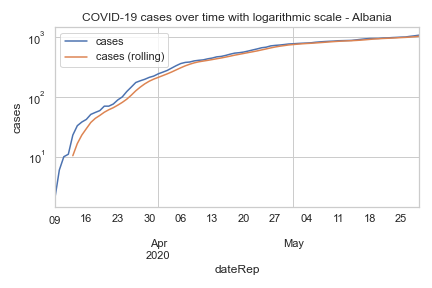 COVID-19 cases over time with logarithmic scale - Albania
cases
cases (rolling)
10³
10²
10¹
cases
09 16 23 30 06 13 20 27 04 11 18 25
Apr May
2020
dateRep